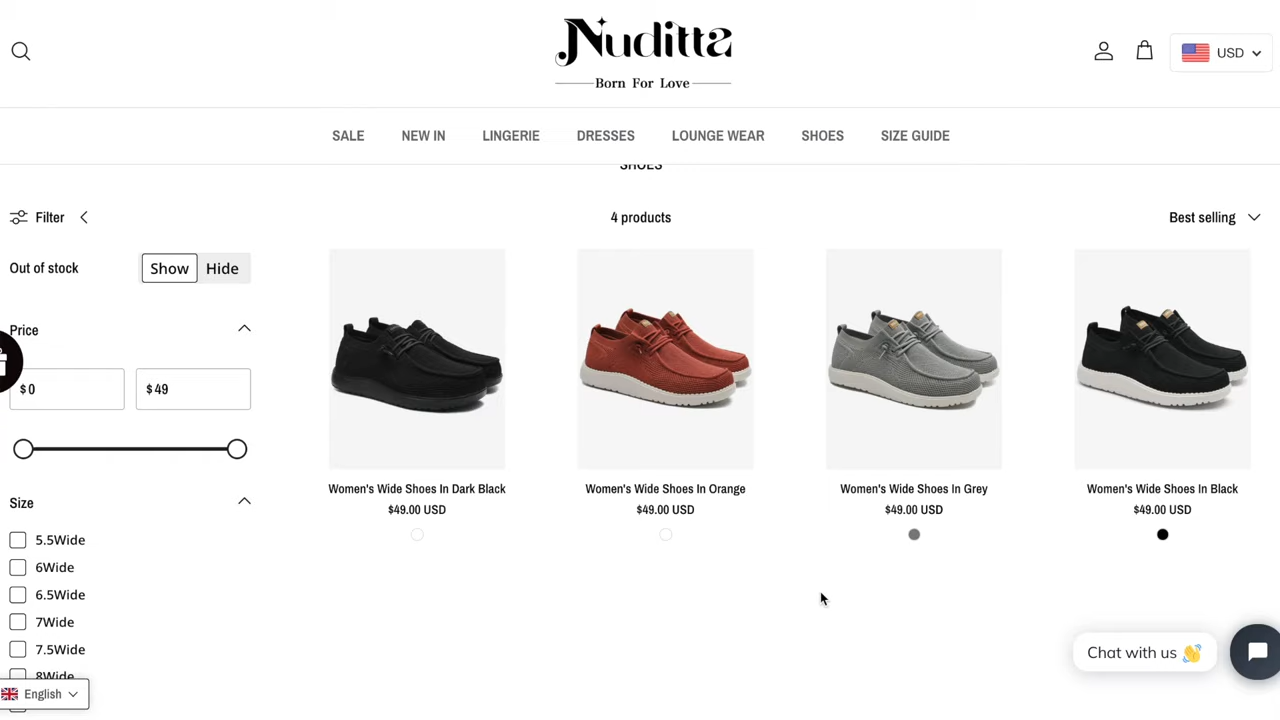 Nuditta
Born For Love
USD
SALE NEW IN LINGERIE DRESSES LOUNGE WEAR SHOES SIZE GUIDE
SHOES
Filter 4 products Best selling
Out of stock Show Hide
Price
$ 0 $ 49
Size
5.5Wide
6Wide
6.5Wide
7Wide
7.5Wide
8Wide
Women's Wide Shoes In Dark Black
$49.00 USD
Women's Wide Shoes In Orange
$49.00 USD
Women's Wide Shoes In Grey
$49.00 USD
Women's Wide Shoes In Black
$49.00 USD
Chat with us 👋
English